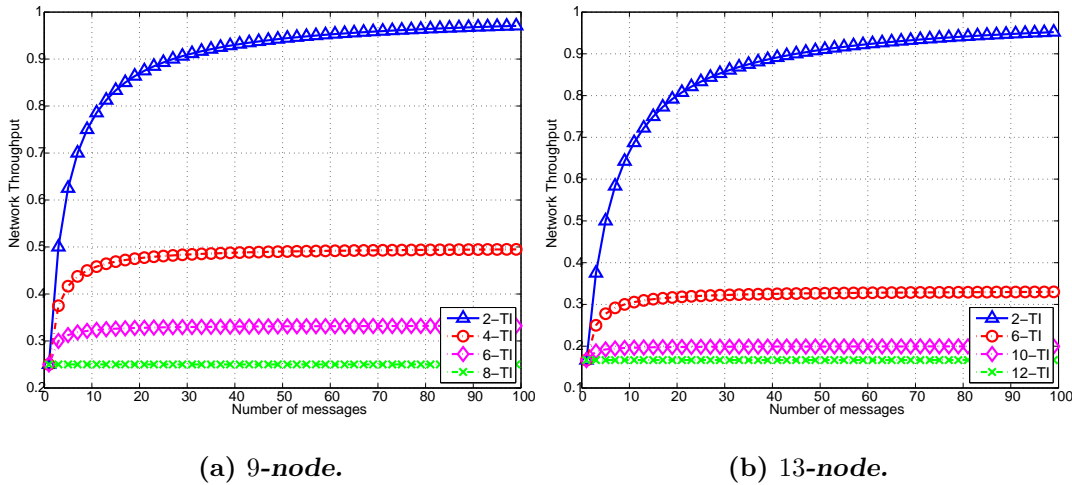 1
0.9
0.8
0.7
0.6
0.5
0.4
0.3
0.2
0 10 20 30 40 50 60 70 80 90 100
Network Throughput
Number of messages
2−TI
4−TI
6−TI
8−TI
(a) 9-node.
1
0.9
0.8
0.7
0.6
0.5
0.4
0.3
0.2
0.1
0 10 20 30 40 50 60 70 80 90 100
Network Throughput
Number of messages
2−TI
6−TI
10−TI
12−TI
(b) 13-node.